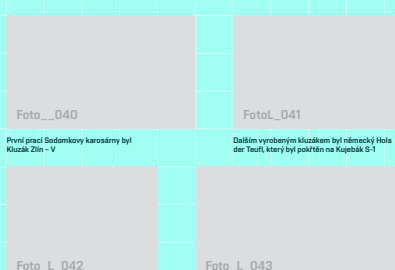 Foto__040
FotoL_041
První prací Sodomkovy karosárny byl
Kluzák Zlín – V
Dalším vyrobeným kluzákem byl německý Hols
der Teufl, který byl pokřtěn na Kujebák S-1
Foto_L_042
Foto_L_043